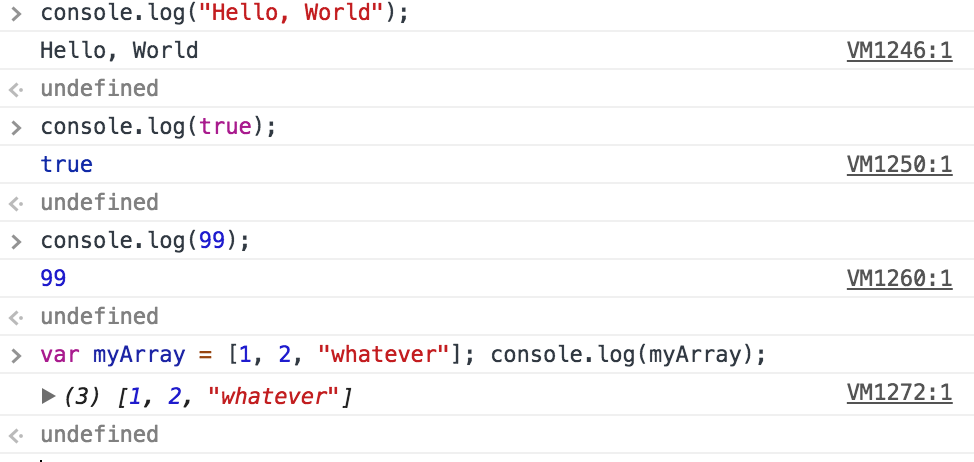 > console.log("Hello, World");
Hello, World VM1246:1
undefined
> console.log(true);
true VM1250:1
undefined
> console.log(99);
99 VM1260:1
undefined
> var myArray = [1, 2, "whatever"]; console.log(myArray);
(3) [1, 2, "whatever"] VM1272:1
undefined